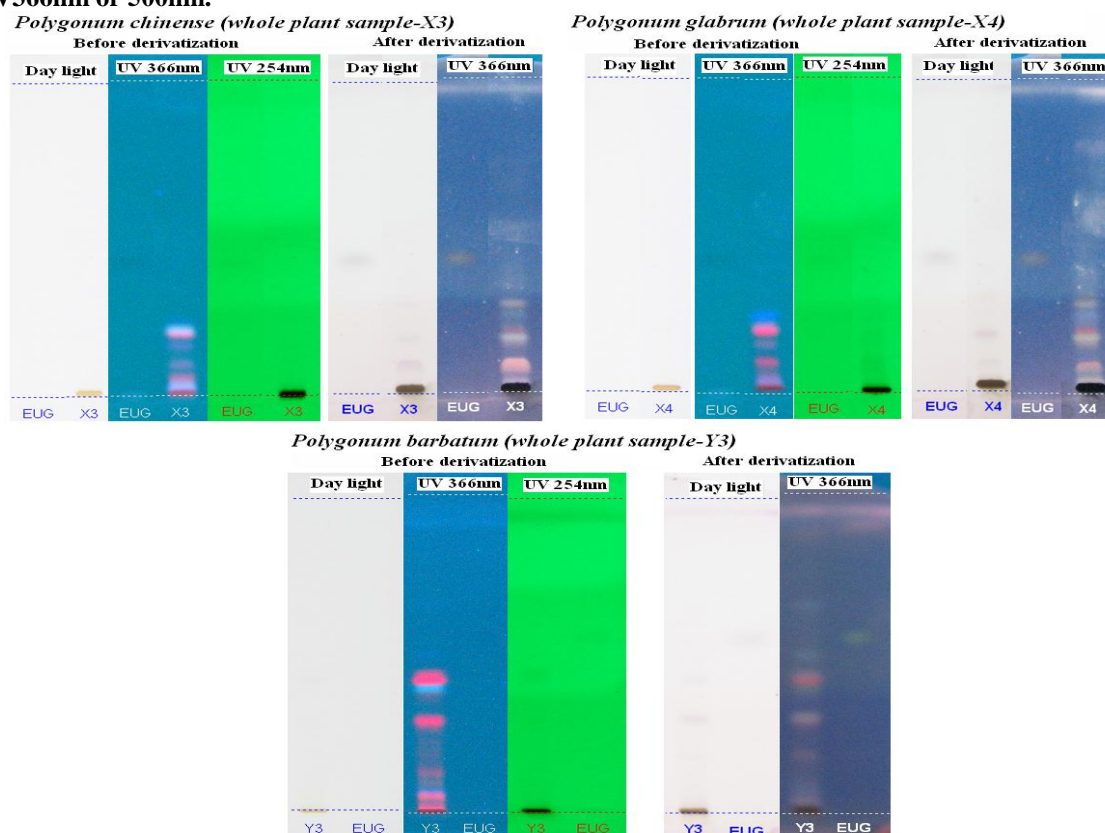 V366nm or 500nm.
Polygonum chinense (whole plant sample-X3)
Before derivatization After derivatization
Day light UV 366nm UV 254nm Day light UV 366nm
EUG X3 EUG X3 EUG X3 EUG X3 EUG X3
Polygonum glabrum (whole plant sample-X4)
Before derivatization After derivatization
Day light UV 366nm UV 254nm Day light UV 366nm
EUG X4 EUG X4 EUG X4 EUG X4 EUG X4
Polygonum barbatum (whole plant sample-Y3)
Before derivatization After derivatization
Day light UV 366nm UV 254nm Day light UV 366nm
Y3 EUG Y3 EUG Y3 EUG Y3 EUG Y3 EUG